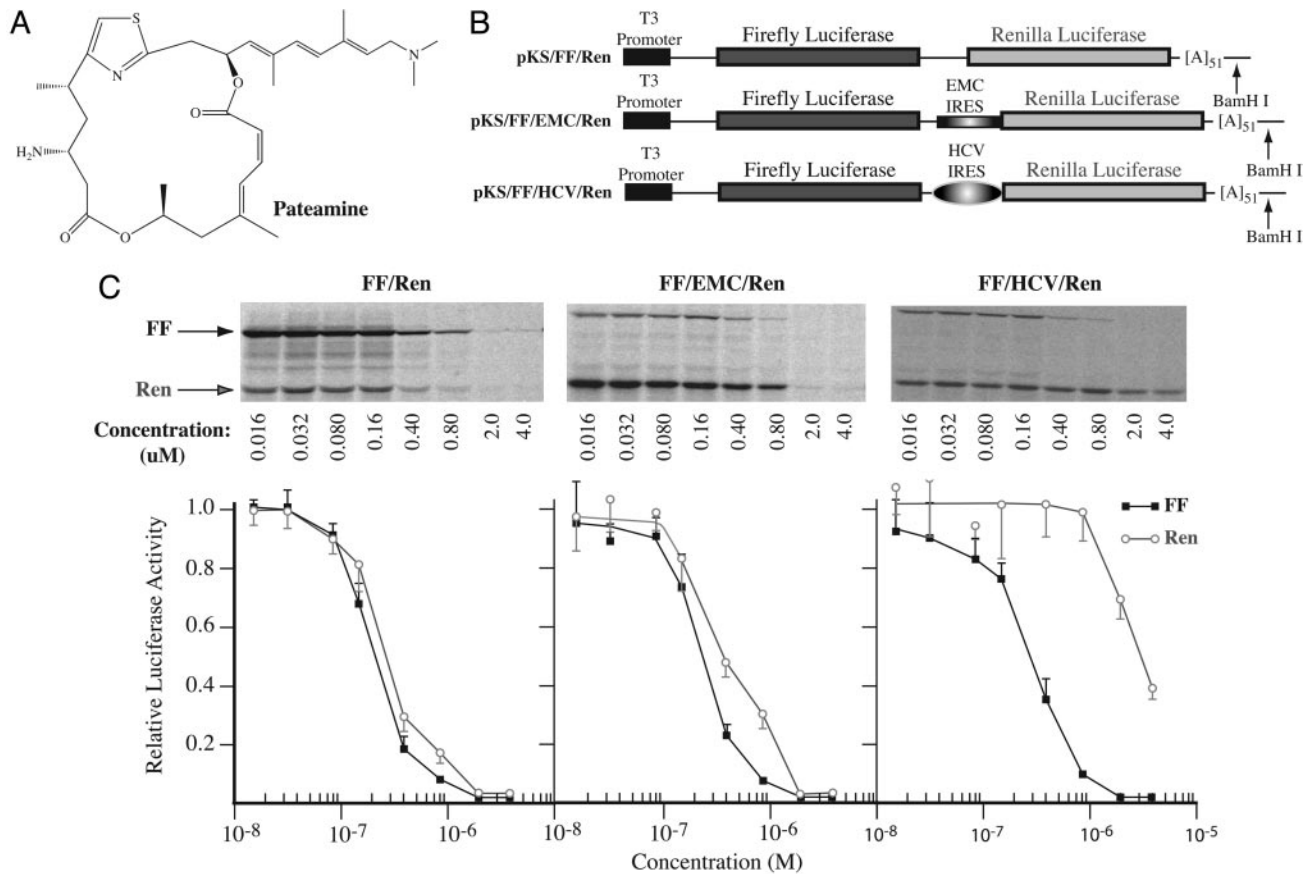 A
S
N
N
O
O
H₂N
O
O
Pateamine
B
T3
Promoter
Firefly Luciferase
Renilla Luciferase
pKS/FF/Ren
[A]51
BamH I
T3
Promoter
Firefly Luciferase
EMC
IRES
Renilla Luciferase
pKS/FF/EMC/Ren
[A]51
BamH I
T3
Promoter
Firefly Luciferase
HCV
IRES
Renilla Luciferase
pKS/FF/HCV/Ren
[A]51
BamH I
C
FF/Ren
FF/EMC/Ren
FF/HCV/Ren
FF
Ren
Concentration:
(uM)
0.016 0.032 0.080 0.16 0.40 0.80 2.0 4.0
0.016 0.032 0.080 0.16 0.40 0.80 2.0 4.0
0.016 0.032 0.080 0.16 0.40 0.80 2.0 4.0
Relative Luciferase Activity
1.0
0.8
0.6
0.4
0.2
FF
Ren
10-8 10-7 10-6 10-8 10-7 10-6 10-8 10-7 10-6 10-5
Concentration (M)